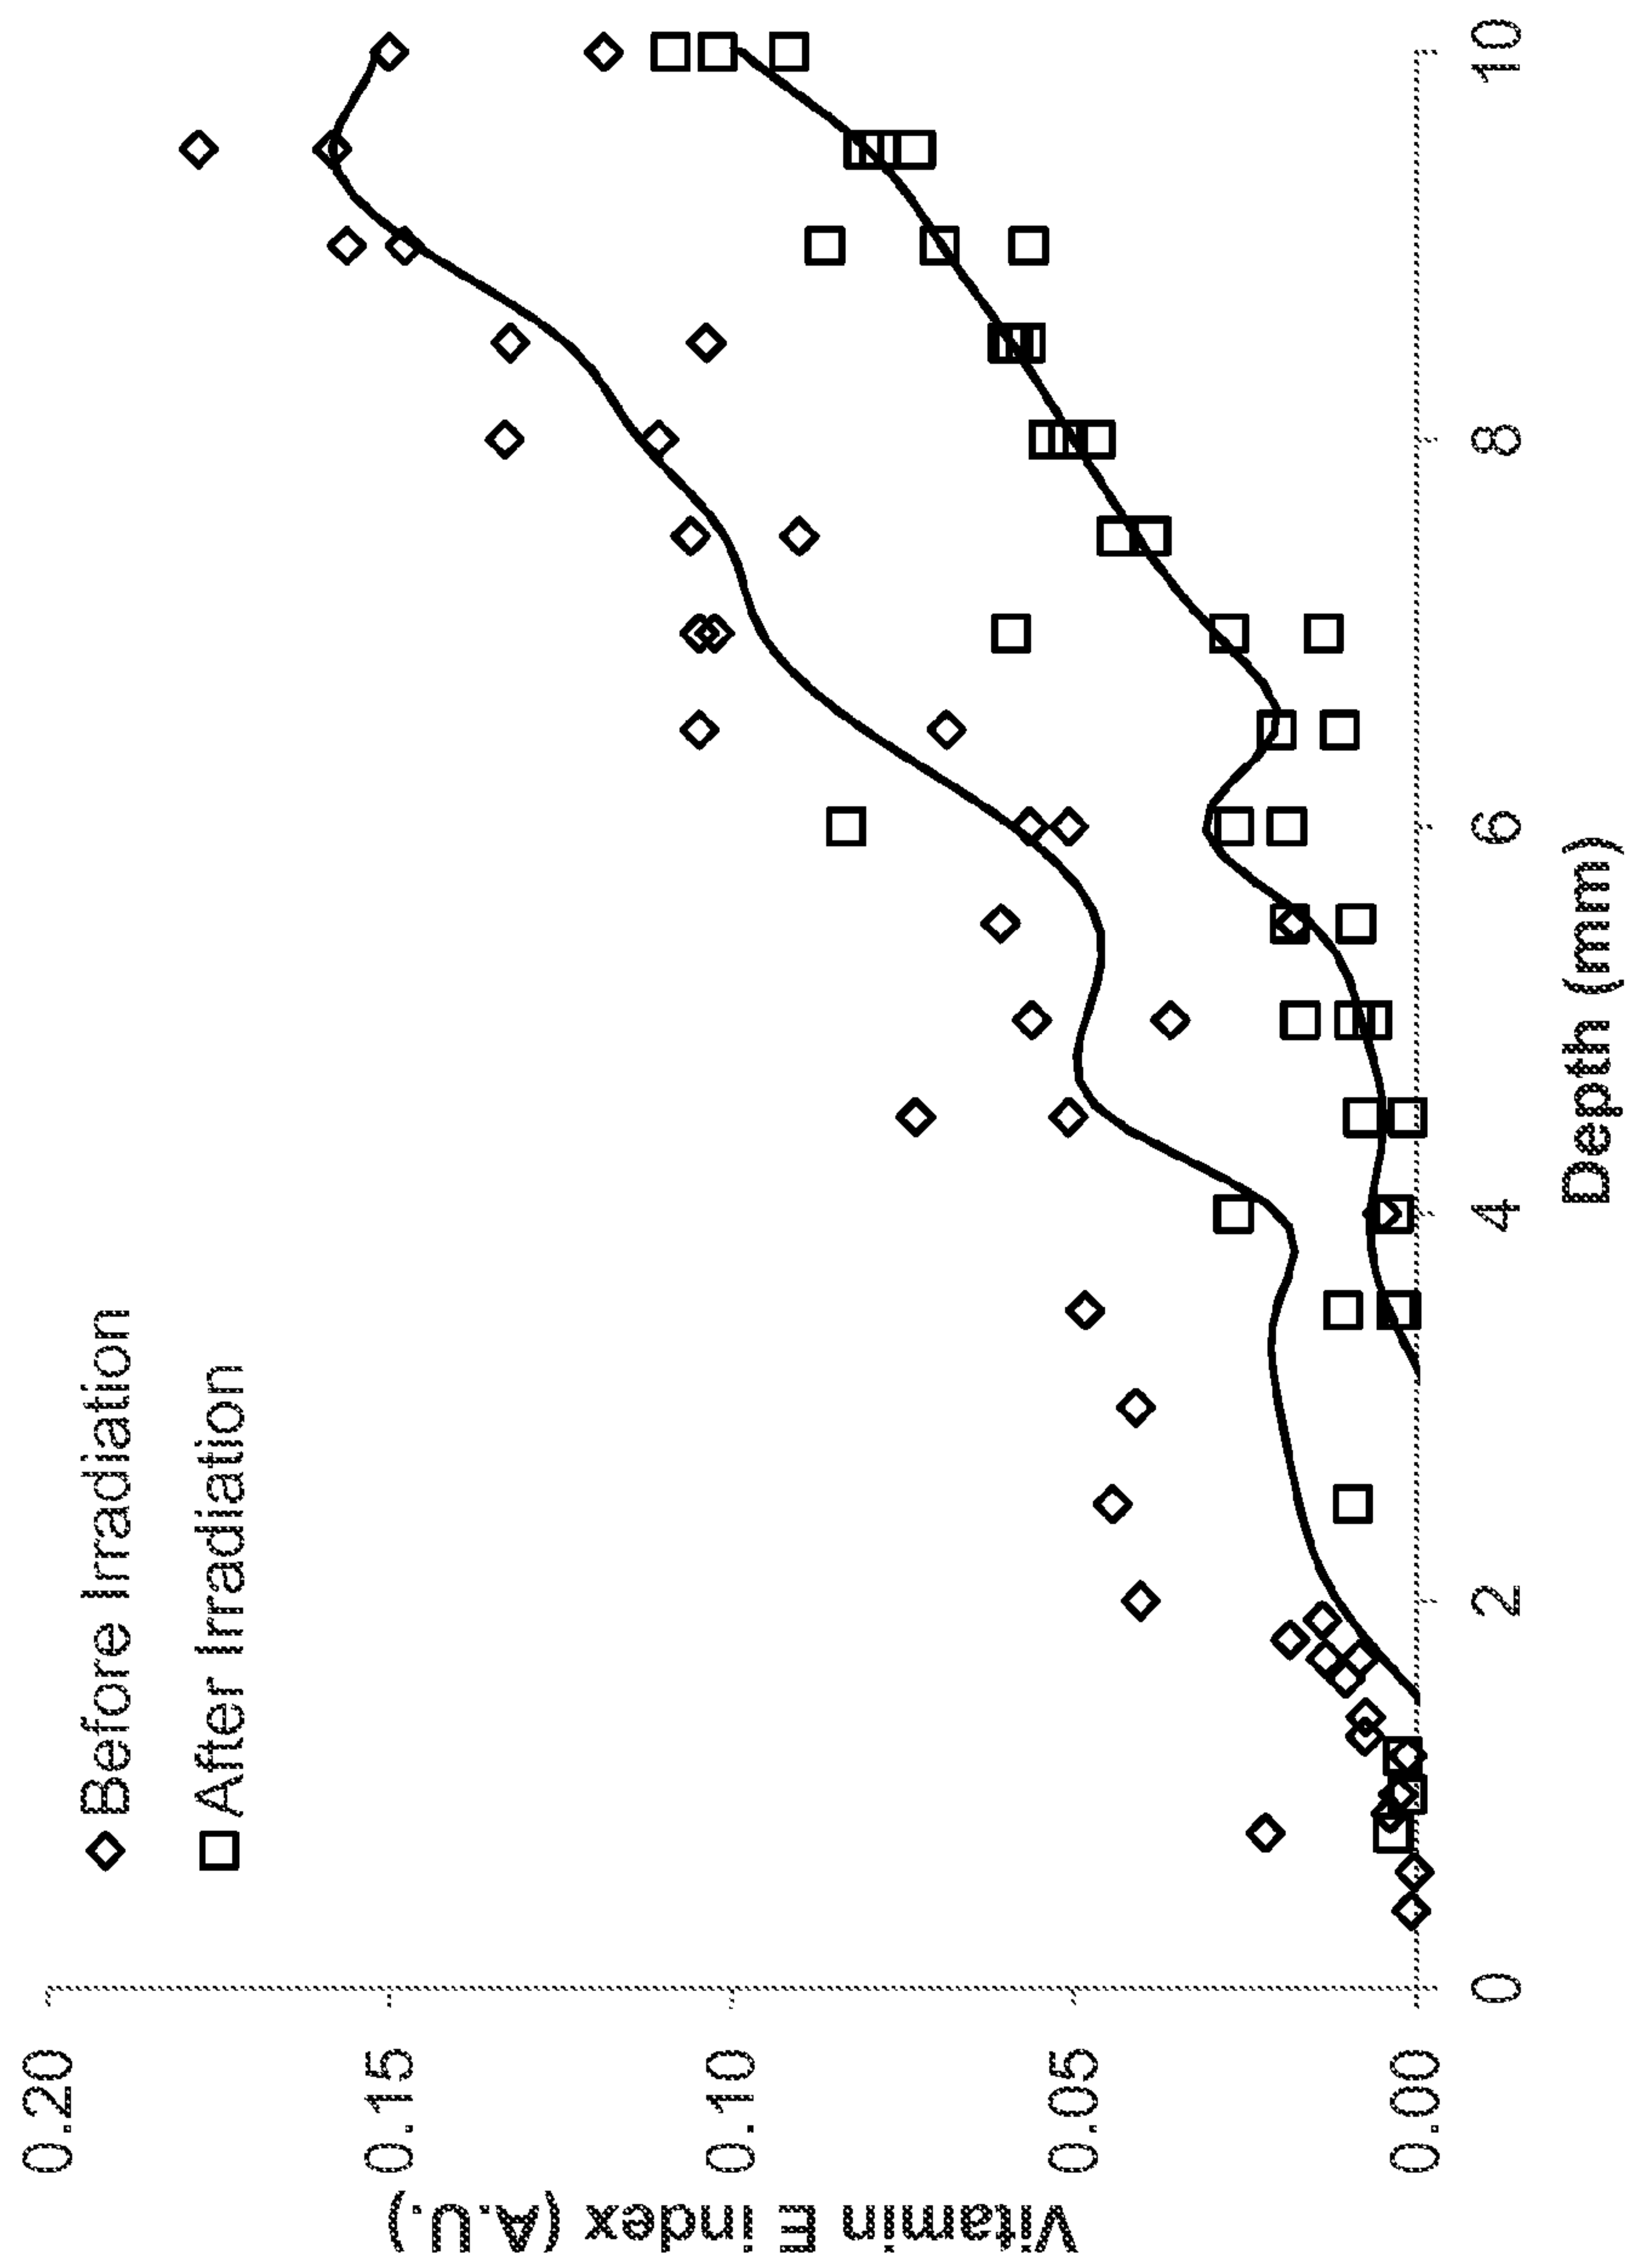 Before Irradiation
After Irradiation
Vitamin E index (A.U.)
0.20
0.15
0.10
0.05
0.00
0
2
4
6
8
10
Depth (mm)